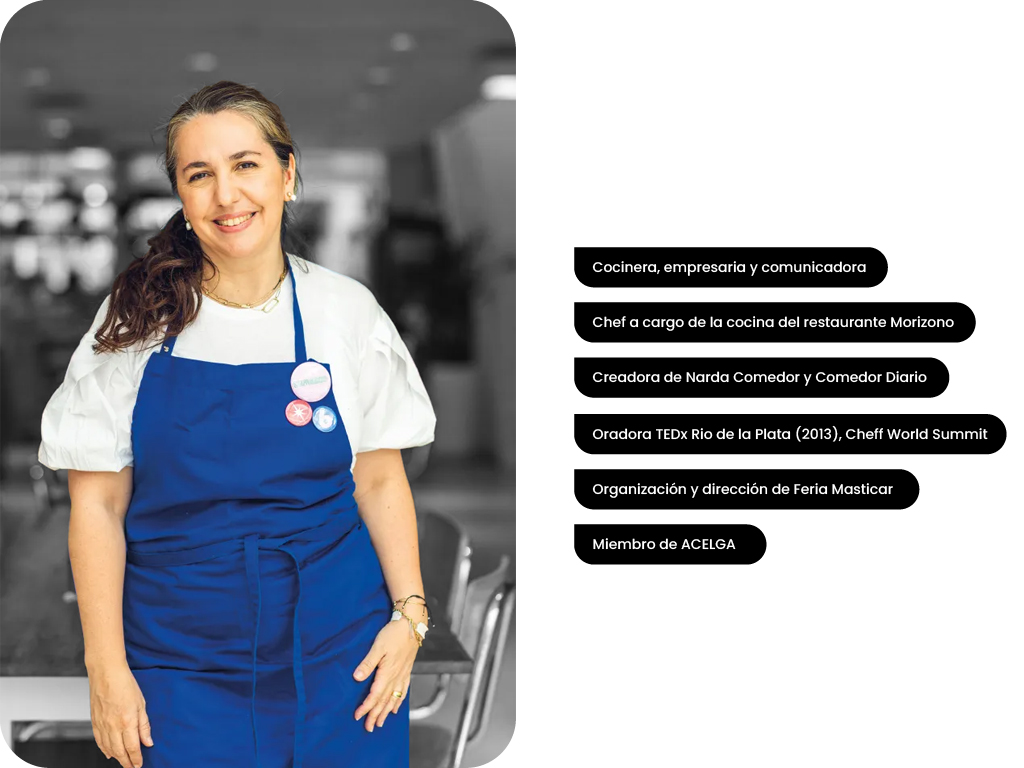 Cocinera, empresaria y comunicadora
Chef a cargo de la cocina del restaurante Morizono
Creadora de Narda Comedor y Comedor Diario
Oradora TEDx Rio de la Plata (2013), Cheff World Summit
Organización y dirección de Feria Masticar
Miembro de ACELGA